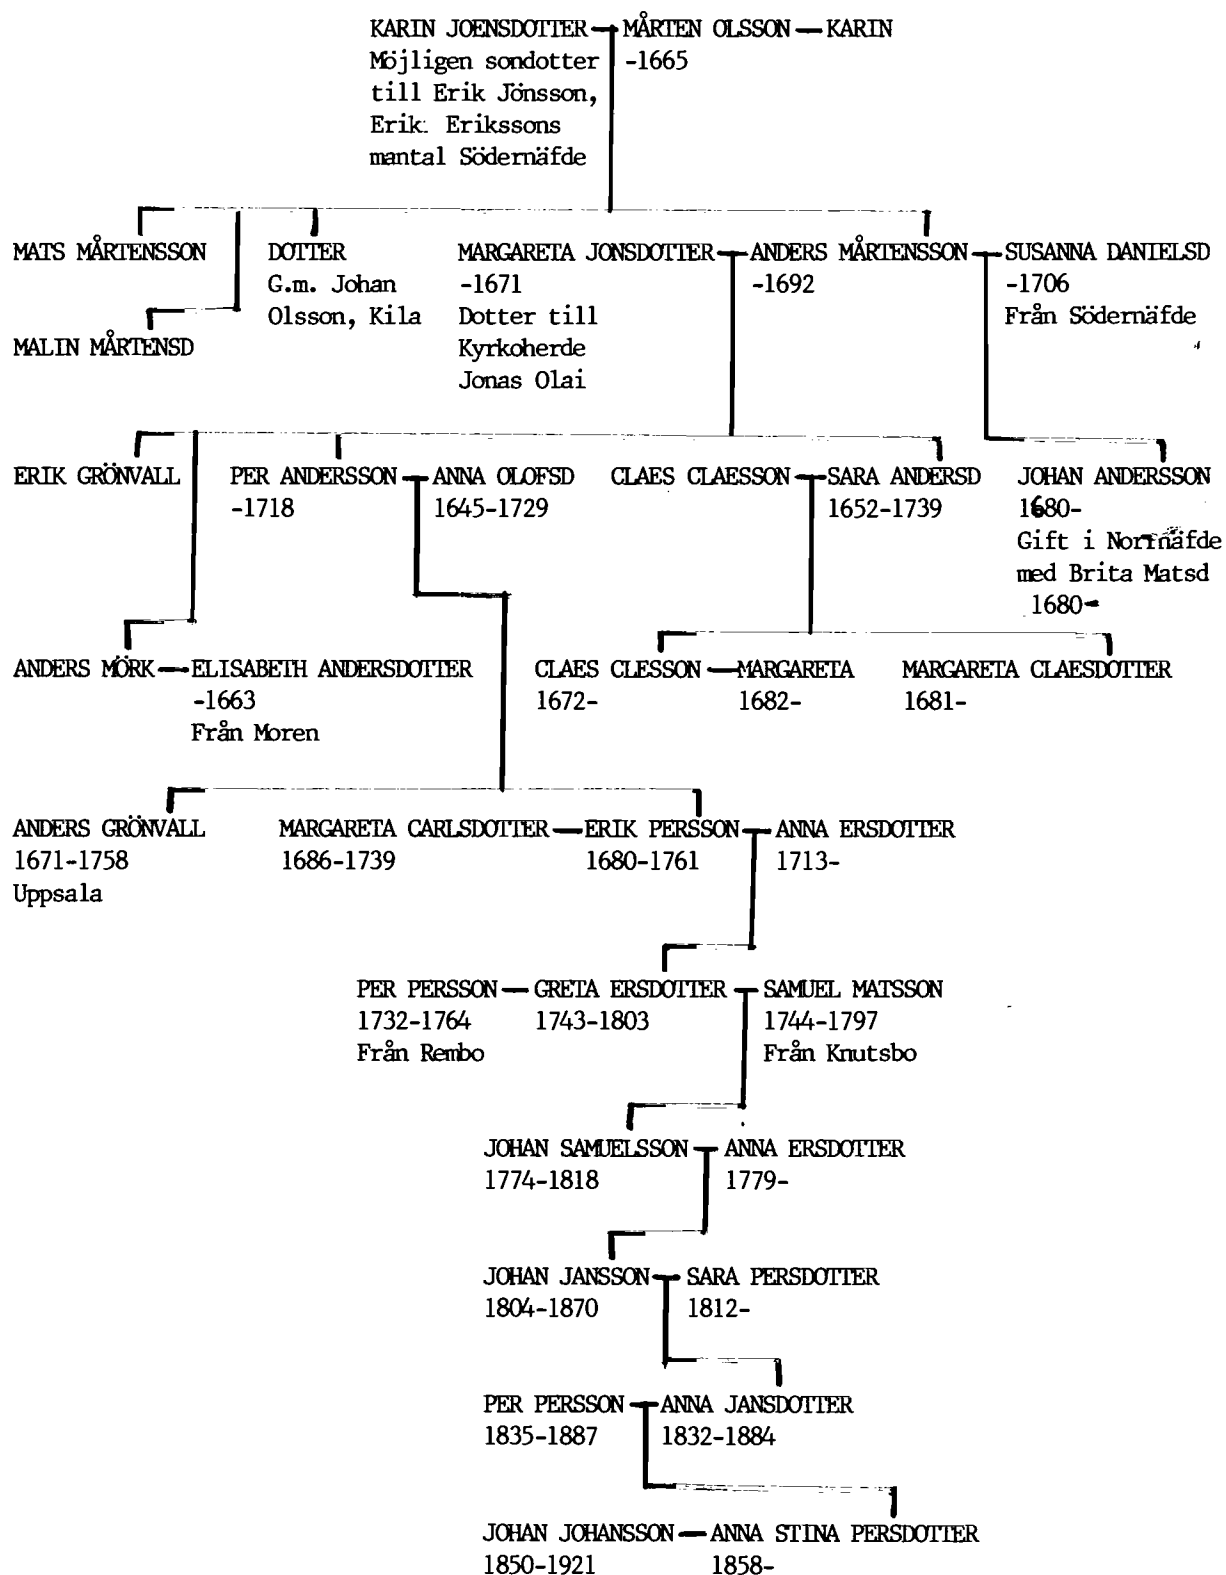 KARIN JOENSDOTTER — MÅRTEN OLSSON — KARIN
Möjligen sondotter -1665
till Erik Jönsson,
Erik Erikssons
mantal Södernäfde
MATS MÅRTENSSON DOTTER MARGARETA JONSDOTTER — ANDERS MÅRTENSSON — SUSANNA DANIELSD
G.m. Johan -1671 -1692 -1706
Olsson, Kila Dotter till Från Södernäfde
MALIN MÅRTENSD Kyrkoherde
Jonas Olai
ERIK GRÖNVALL PER ANDERSSON — ANNA OLOFSD CLAES CLAESSON — SARA ANDERSD JOHAN ANDERSSON
-1718 1645-1729 1652-1739 1680-
Gift i Norrnäfde
med Brita Matsd
1680-
ANDERS MÖRK — ELISABETH ANDERSDOTTER CLAES CLESSON — MARGARETA MARGARETA CLAESDOTTER
-1663 1672- 1682- 1681-
Från Moren
ANDERS GRÖNVALL MARGARETA CARLSDOTTER — ERIK PERSSON — ANNA ERSDOTTER
1671-1758 1686-1739 1680-1761 1713-
Uppsala
PER PERSSON — GRETA ERSDOTTER — SAMUEL MATSSON
1732-1764 1743-1803 1744-1797
Från Rembo Från Knutsbo
JOHAN SAMUELSSON — ANNA ERSDOTTER
1774-1818 1779-
JOHAN JANSSON — SARA PERSDOTTER
1804-1870 1812-
PER PERSSON — ANNA JANSDOTTER
1835-1887 1832-1884
JOHAN JOHANSSON — ANNA STINA PERSDOTTER
1850-1921 1858-